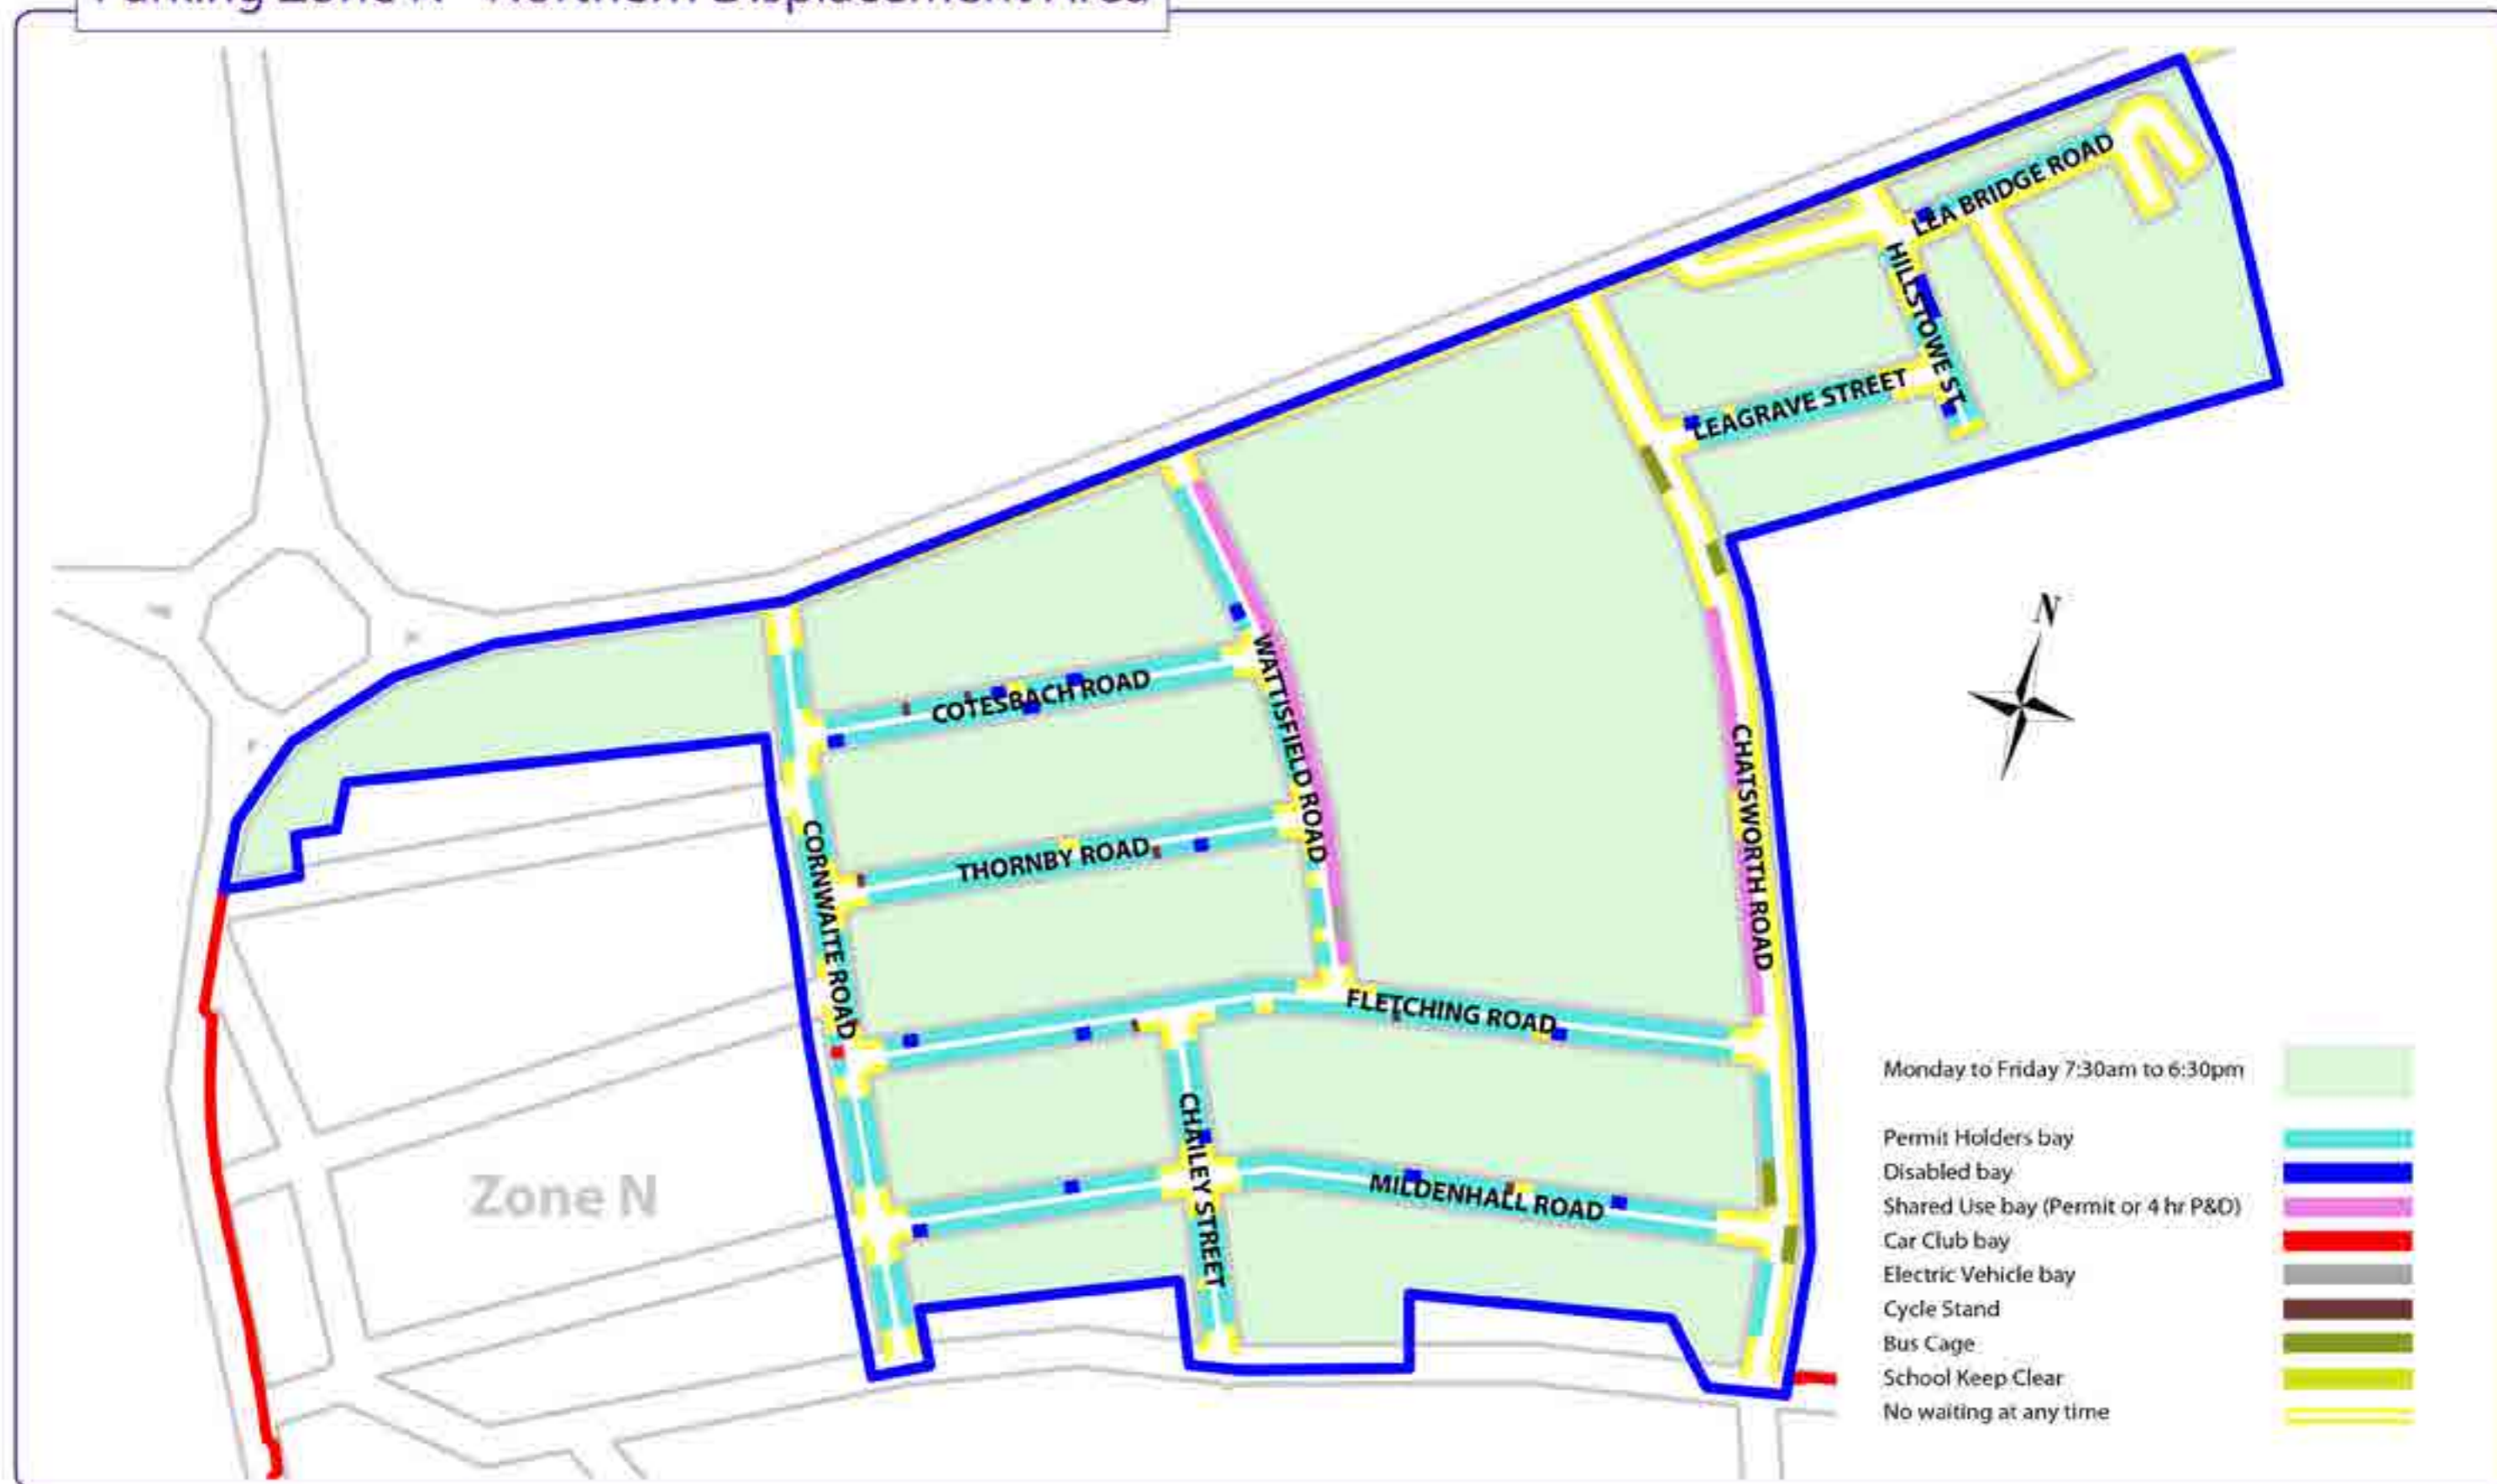 LEA BRIDGE ROAD
HILLSTOWE ST
LEAGRAVE STREET
N
WATTISFIELD ROAD
COTESBACH ROAD
CHATSWORTH ROAD
THORNBY ROAD
CORNWAITE ROAD
FLETCHING ROAD
CHAILEY STREET
MILDENHALL ROAD
Zone N
Monday to Friday 7:30am to 6:30pm
Permit Holders bay
Disabled bay
Shared Use bay (Permit or 4 hr P&D)
Car Club bay
Electric Vehicle bay
Cycle Stand
Bus Cage
School Keep Clear
No waiting at any time